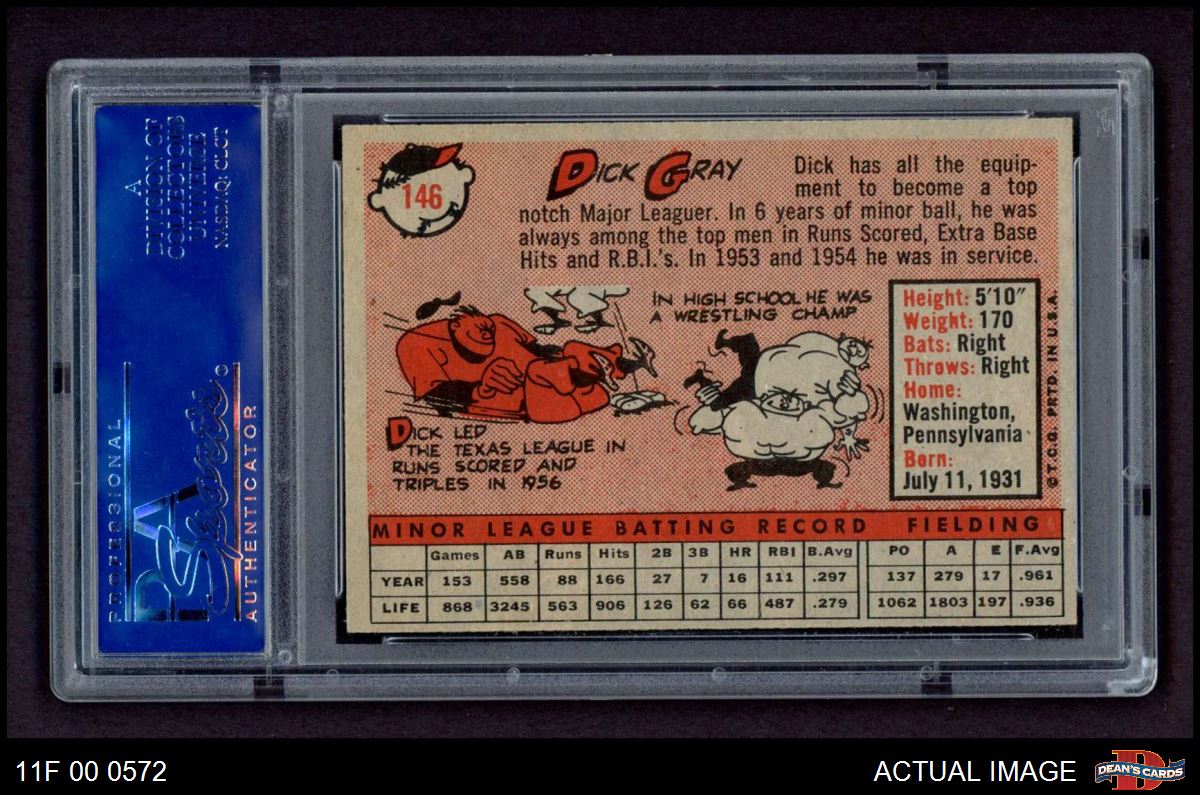 A
DIVISION OF
COLLECTORS
UNIVERSE
NASDAQ: CLCT
PROFESSIONAL
PSA
Sports
AUTHENTICATOR
146
DICK GRAY
Dick has all the equip-
ment to become a top
notch Major Leaguer. In 6 years of minor ball, he was
always among the top men in Runs Scored, Extra Base
Hits and R.B.I.'s. In 1953 and 1954 he was in service.
IN HIGH SCHOOL HE WAS
A WRESTLING CHAMP
DICK LED
THE TEXAS LEAGUE IN
RUNS SCORED AND
TRIPLES IN 1956
Height: 5'10"
Weight: 170
Bats: Right
Throws: Right
Home:
Washington,
Pennsylvania
Born:
July 11, 1931
©T.C.G. PRTD. IN U.S.A.
MINOR LEAGUE BATTING RECORD FIELDING
Games AB Runs Hits 2B 3B HR RBI B.Avg PO A E F.Avg
YEAR 153 558 88 166 27 7 16 111 .297 137 279 17 .961
LIFE 868 3245 563 906 126 62 66 487 .279 1062 1803 197 .936
11F 00 0572
ACTUAL IMAGE
D
DEAN'S CARDS